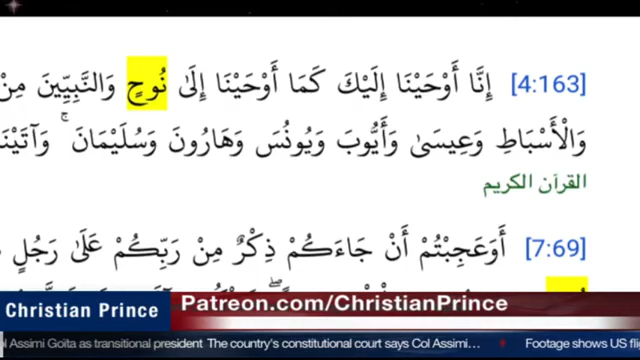 [4:163] إِنَّا أَوْحَيْنَا إِلَيْكَ كَمَا أَوْحَيْنَا إِلَىٰ نُوحٍ وَالنَّبِيِّينَ مِنْ
وَالْأَسْبَاطِ وَعِيسَىٰ وَأَيُّوبَ وَيُونُسَ وَهَارُونَ وَسُلَيْمَانَ ۚ وَآتَيْنَا
القرآن الكريم
[7:69] أَوَعَجِبْتُمْ أَنْ جَاءَكُمْ ذِكْرٌ مِنْ رَبِّكُمْ عَلَىٰ رَجُلٍ
Patreon.com/ChristianPrince
Christian Prince
ol Assimi Goita as transitional president The country's constitutional court says Col Assimi... Footage shows US fli